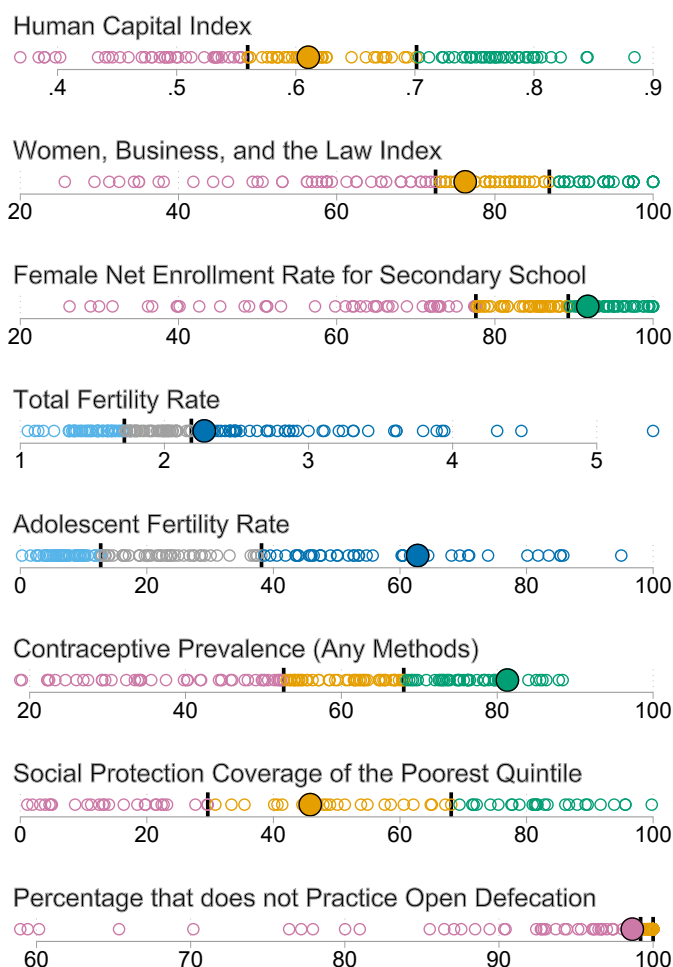 Human Capital Index
.4 .5 .6 .7 .8 .9
Women, Business, and the Law Index
20 40 60 80 100
Female Net Enrollment Rate for Secondary School
20 40 60 80 100
Total Fertility Rate
1 2 3 4 5
Adolescent Fertility Rate
0 20 40 60 80 100
Contraceptive Prevalence (Any Methods)
20 40 60 80 100
Social Protection Coverage of the Poorest Quintile
0 20 40 60 80 100
Percentage that does not Practice Open Defecation
60 70 80 90 100